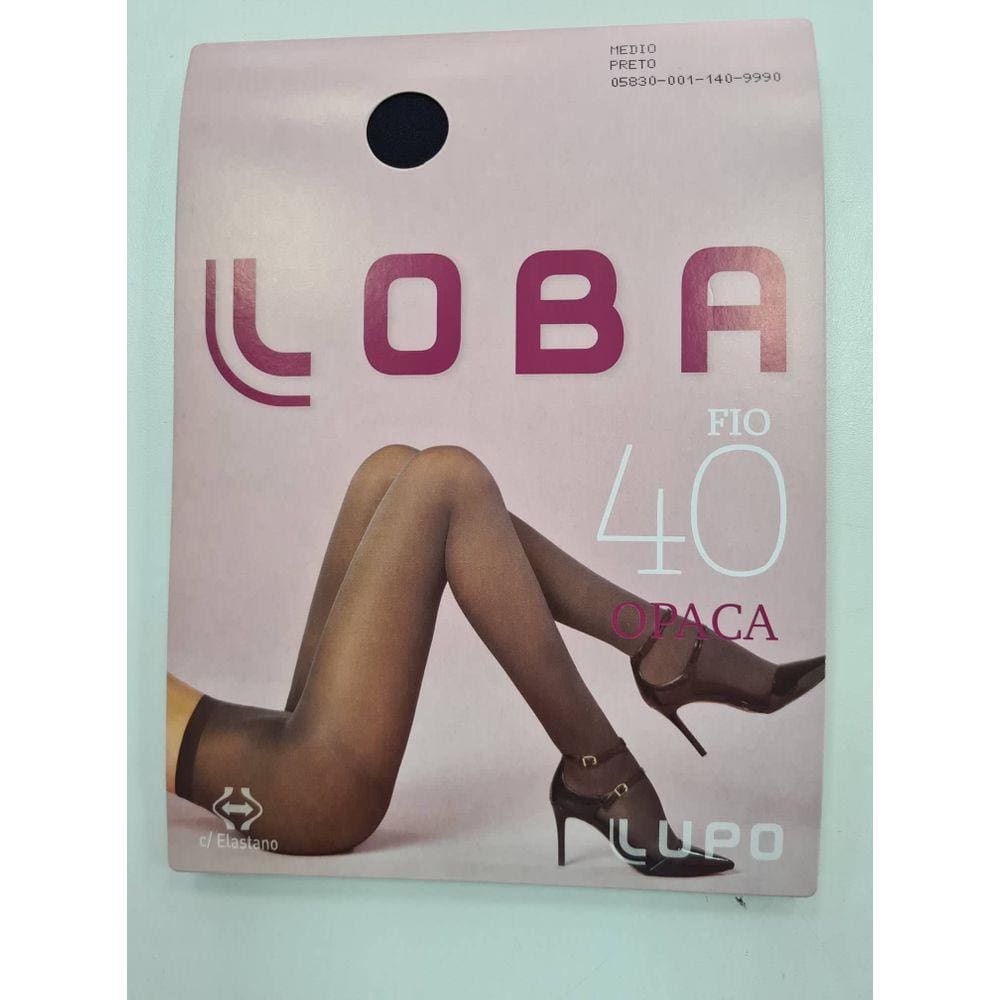 MEDIO
PRETO
05830-001-140-9990
LOBA
FIO
40
OPACA
c/ Elastano
LUPO